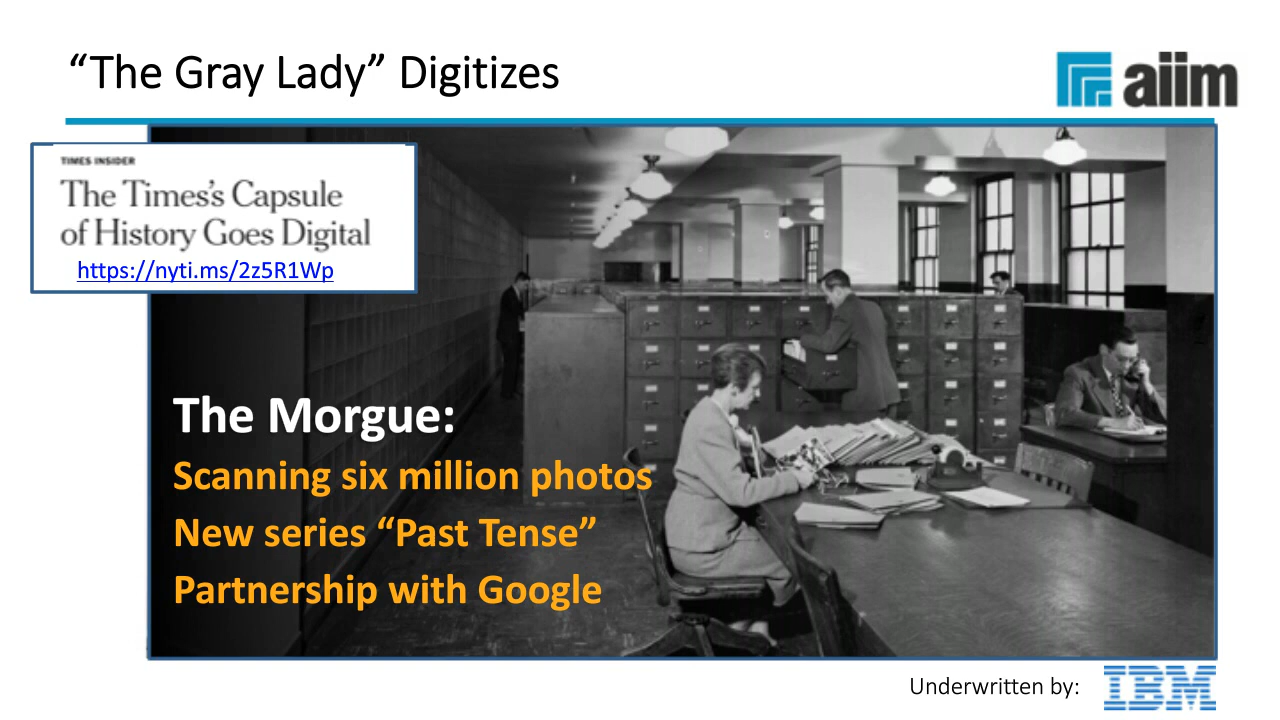 “The Gray Lady” Digitizes
aiim
TIMES INSIDER
The Times’s Capsule
of History Goes Digital
https://nyti.ms/2z5R1Wp
The Morgue:
Scanning six million photos
New series “Past Tense”
Partnership with Google
Underwritten by:
IBM